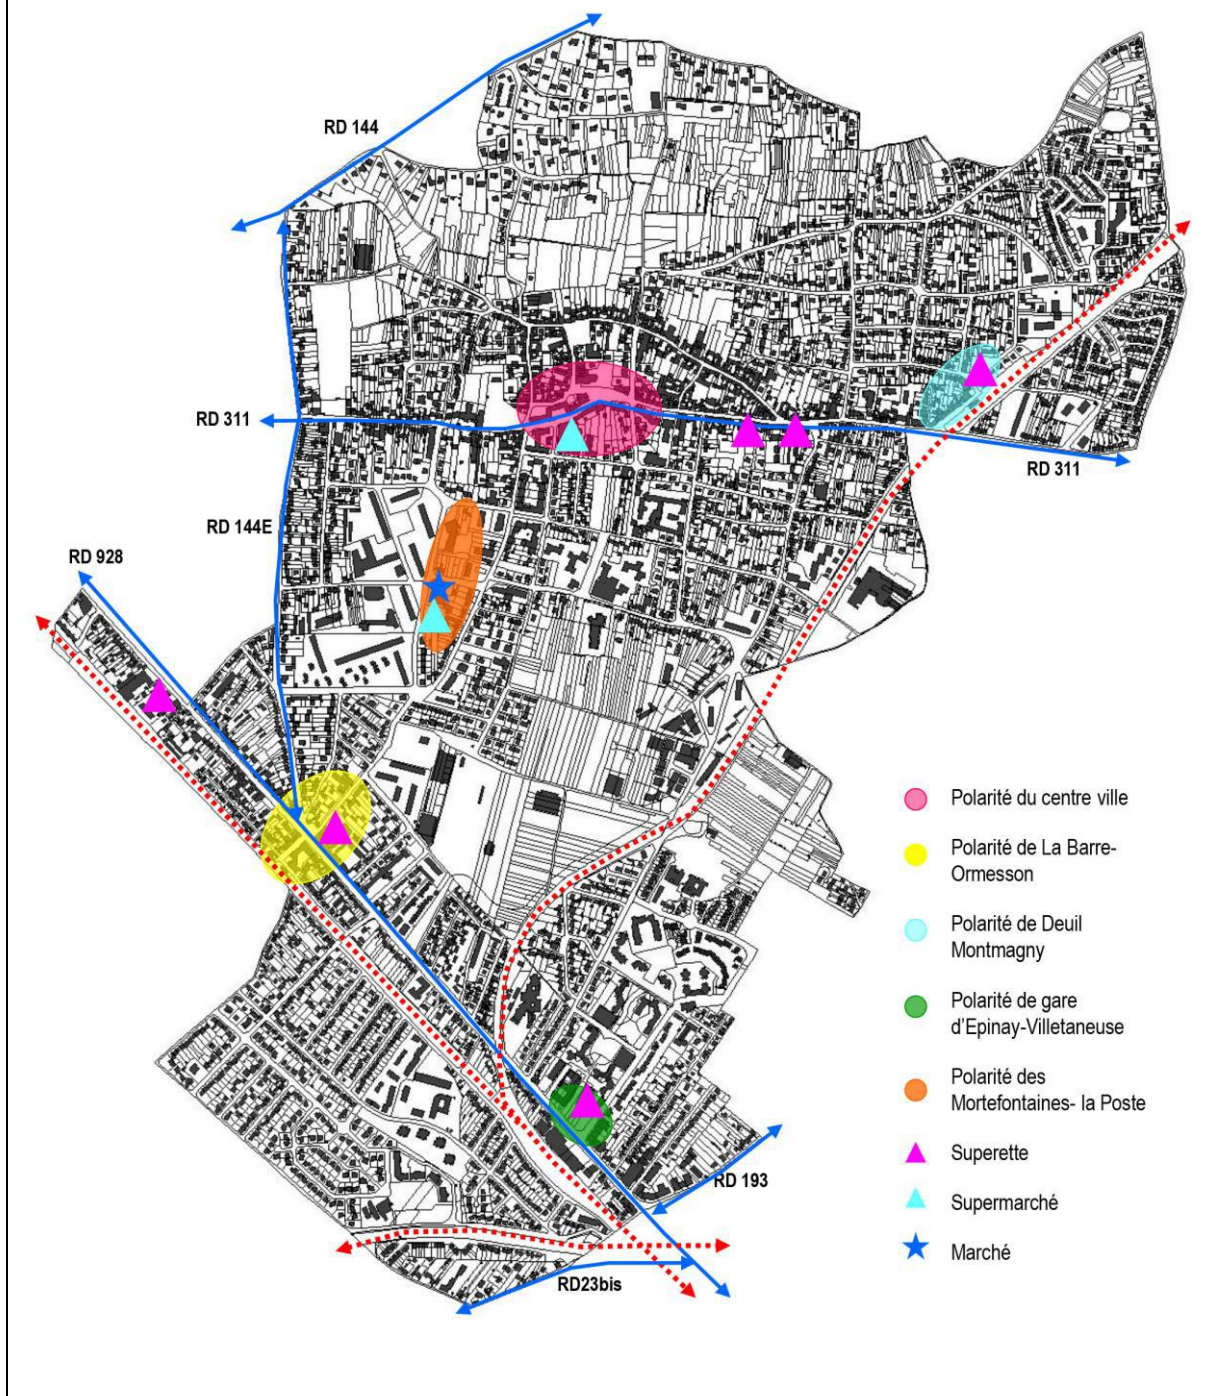 RD 144
RD 311
RD 311
RD 144E
RD 928
Polarité du centre ville
Polarité de La Barre-
Ormesson
Polarité de Deuil
Montmagny
Polarité de gare
d'Epinay-Villetaneuse
Polarité des
Mortefontaines- la Poste
Superette
RD 193
Supermarché
Marché
RD23bis